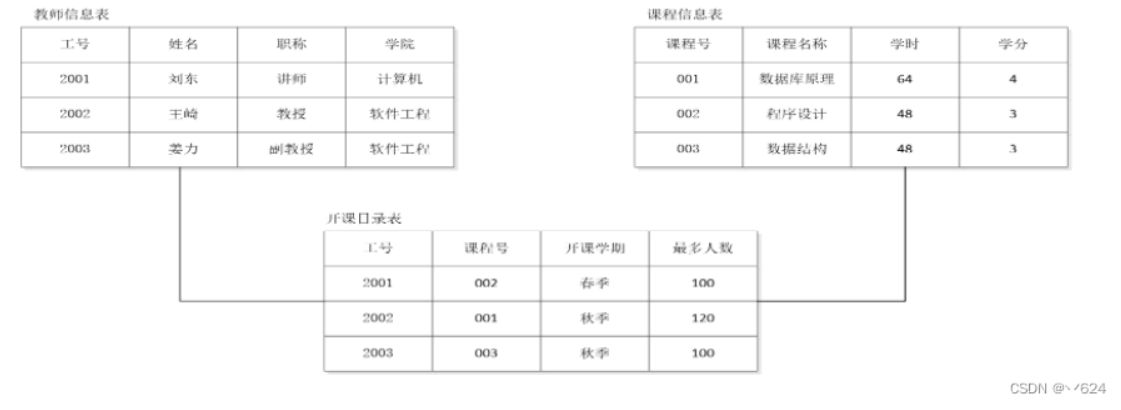 教师信息表
工号 姓名 职称 学院
2001 刘东 讲师 计算机
2002 王崎 教授 软件工程
2003 姜力 副教授 软件工程
课程信息表
课程号 课程名称 学时 学分
001 数据库原理 64 4
002 程序设计 48 3
003 数据结构 48 3
开课目录表
工号 课程号 开课学期 最多人数
2001 002 春季 100
2002 001 秋季 120
2003 003 秋季 100
CSDN @丷624